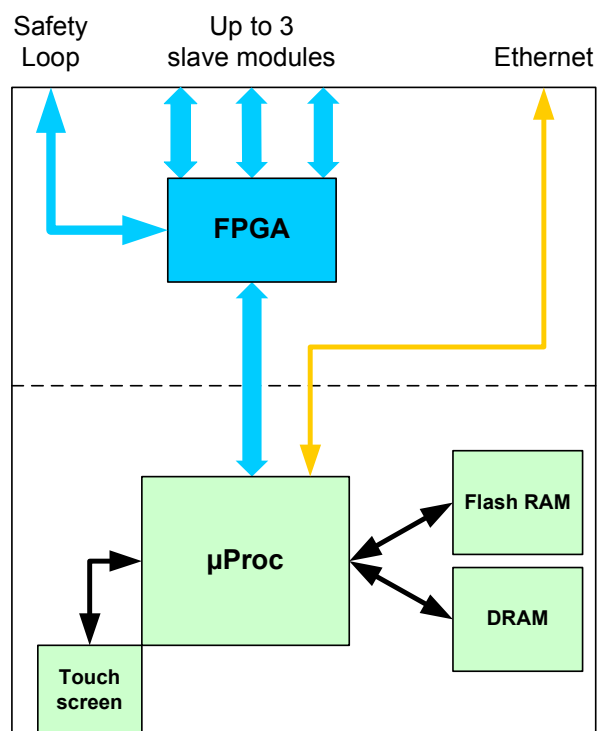 Safety
Loop
Up to 3
slave modules
Ethernet
FPGA
µProc
Flash RAM
DRAM
Touch
screen